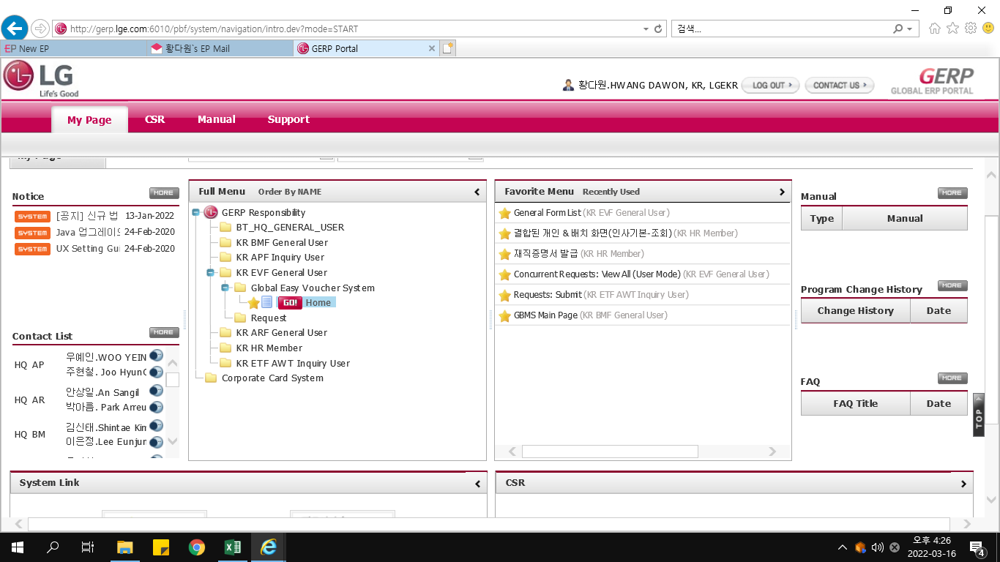 http://gerp.lge.com:6010/pbf/system/navigation/intro.dev?mode=START
검색...
EP New EP
황다원's EP Mail
GERP Portal
LG
Life's Good
황다원.HWANG DAWON, KR, LGEKR
LOG OUT
CONTACT US
GERP
GLOBAL ERP PORTAL
My Page
CSR
Manual
Support
My Page
Notice
MORE
SYSTEM [공지] 신규 법 13-Jan-2022
SYSTEM Java 업그레이드 24-Feb-2020
SYSTEM UX Setting Gui 24-Feb-2020
Contact List
MORE
HQ AP
우예인.WOO YEIN
주현철. Joo Hyun
HQ AR
안상일.An Sangil
박아름. Park Arreu
HQ BM
김신태.Shintae Kim
이은정.Lee Eunjun
Full Menu Order By NAME
GERP Responsibility
BT_HQ_GENERAL_USER
KR BMF General User
KR APF Inquiry User
KR EVF General User
Global Easy Voucher System
GO! Home
Request
KR ARF General User
KR HR Member
KR ETF AWT Inquiry User
Corporate Card System
Favorite Menu Recently Used
General Form List (KR EVF General User)
결합된 개인 & 배치 화면(인사기본-조회) (KR HR Member)
재직증명서 발급 (KR HR Member)
Concurrent Requests: View All (User Mode) (KR EVF General User)
Requests: Submit (KR ETF AWT Inquiry User)
GBMS Main Page (KR BMF General User)
Manual
MORE
Type Manual
Program Change History
MORE
Change History Date
FAQ
MORE
FAQ Title Date
TOP
System Link
CSR
오후 4:26
2022-03-16
4